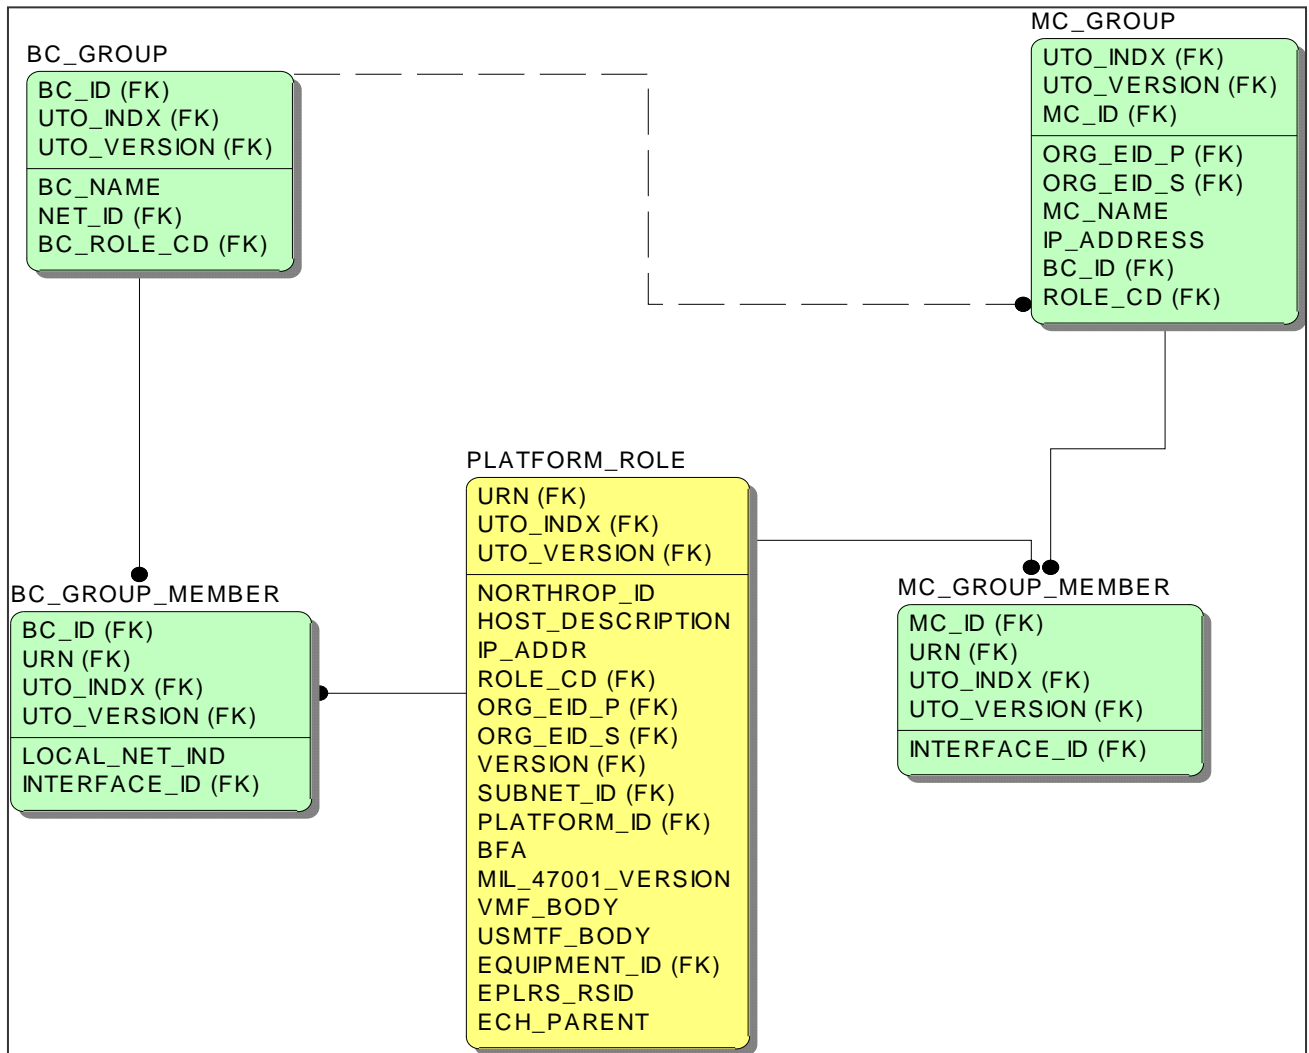 BC_GROUP
BC_ID (FK)
UTO_INDX (FK)
UTO_VERSION (FK)
BC_NAME
NET_ID (FK)
BC_ROLE_CD (FK)
MC_GROUP
UTO_INDX (FK)
UTO_VERSION (FK)
MC_ID (FK)
ORG_EID_P (FK)
ORG_EID_S (FK)
MC_NAME
IP_ADDRESS
BC_ID (FK)
ROLE_CD (FK)
PLATFORM_ROLE
URN (FK)
UTO_INDX (FK)
UTO_VERSION (FK)
NORTHROP_ID
HOST_DESCRIPTION
IP_ADDR
ROLE_CD (FK)
ORG_EID_P (FK)
ORG_EID_S (FK)
VERSION (FK)
SUBNET_ID (FK)
PLATFORM_ID (FK)
BFA
MIL_47001_VERSION
VMF_BODY
USMTF_BODY
EQUIPMENT_ID (FK)
EPLRS_RSID
ECH_PARENT
BC_GROUP_MEMBER
BC_ID (FK)
URN (FK)
UTO_INDX (FK)
UTO_VERSION (FK)
LOCAL_NET_IND
INTERFACE_ID (FK)
MC_GROUP_MEMBER
MC_ID (FK)
URN (FK)
UTO_INDX (FK)
UTO_VERSION (FK)
INTERFACE_ID (FK)